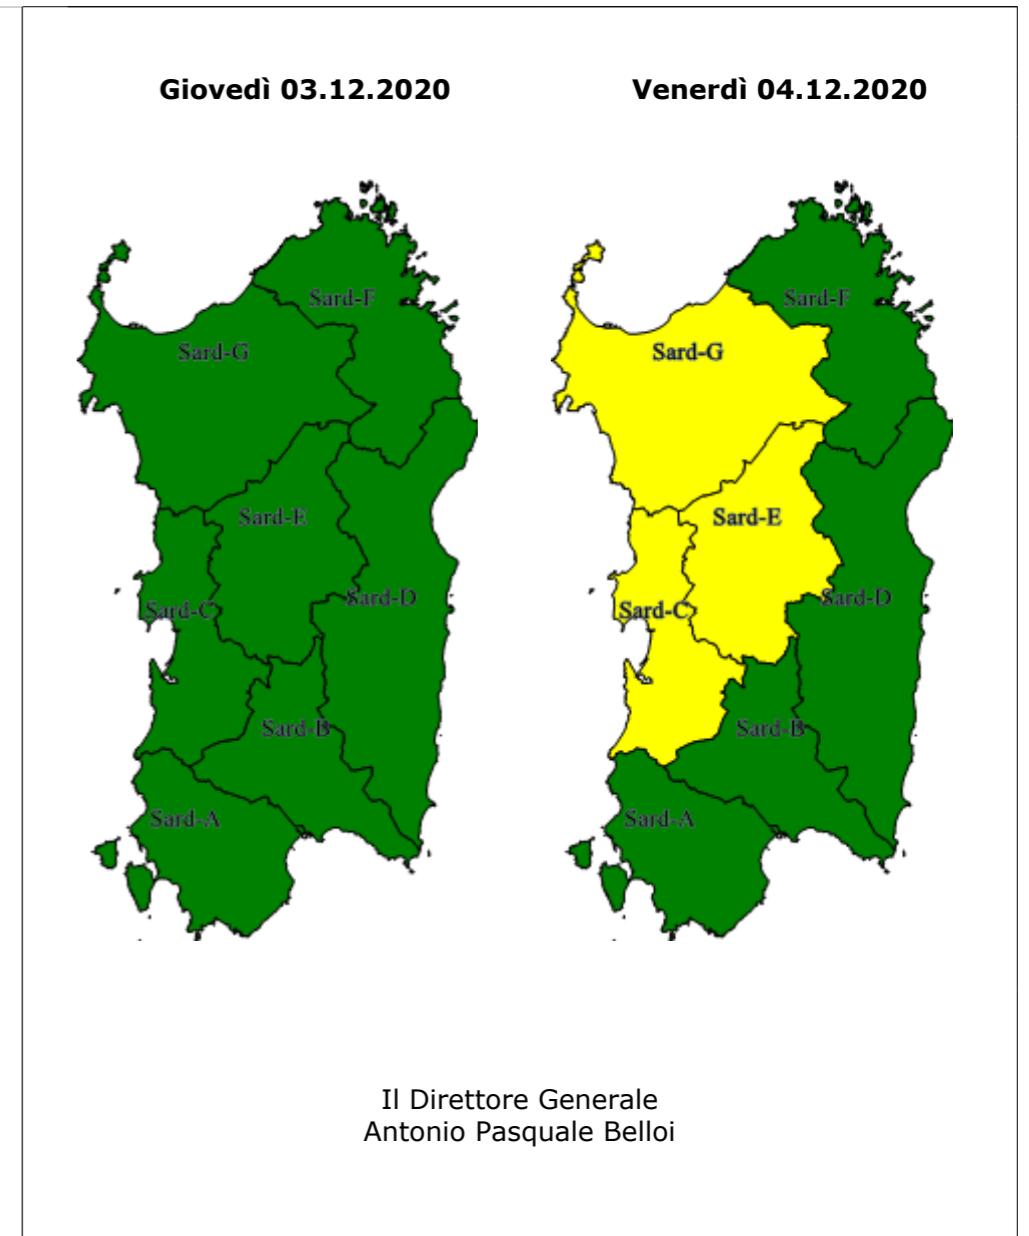 Giovedì 03.12.2020
Venerdì 04.12.2020
Sard-F
Sard-G
Sard-E
Sard-D
Sard-C
Sard-B
Sard-A
Sard-F
Sard-G
Sard-E
Sard-D
Sard-C
Sard-B
Sard-A
Il Direttore Generale
Antonio Pasquale Belloi